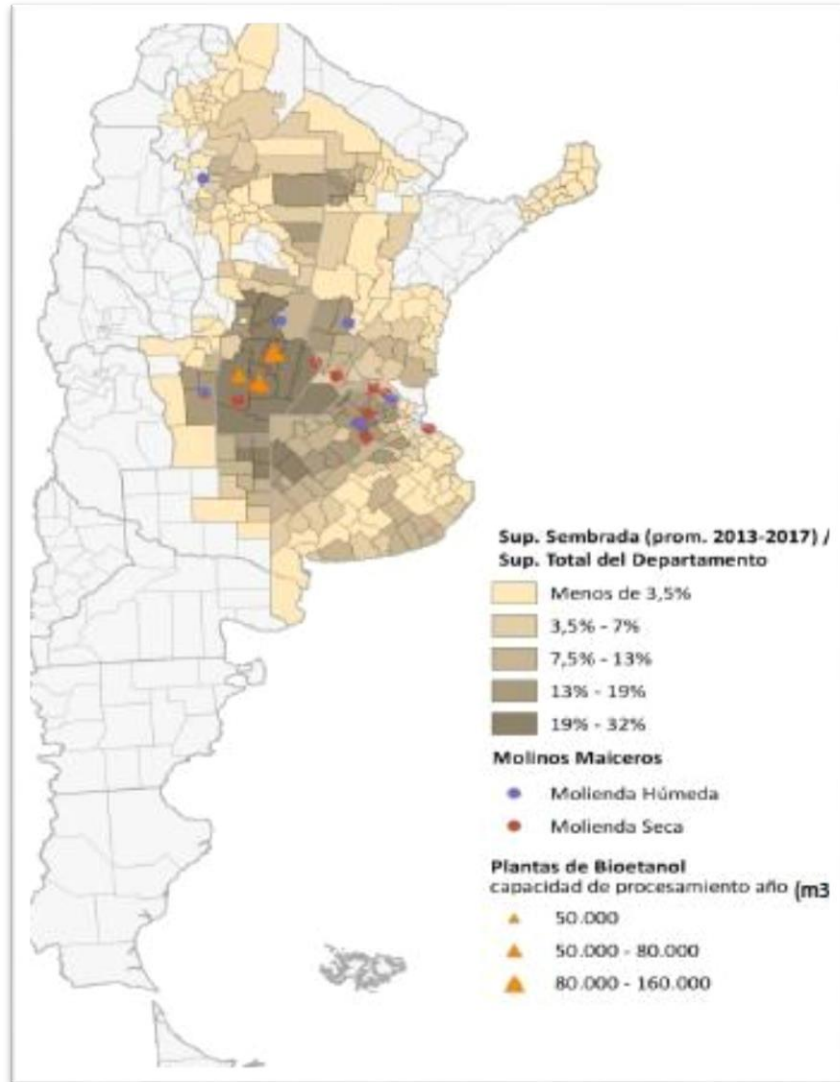 Sup. Sembrada (prom. 2013-2017) /
Sup. Total del Departamento
Menos de 3,5%
3,5% - 7%
7,5% - 13%
13% - 19%
19% - 32%
Molinos Maiceros
Molienda Húmeda
Molienda Seca
Plantas de Bioetanol
capacidad de procesamiento año (m3
50.000
50.000 - 80.000
80.000 - 160.000